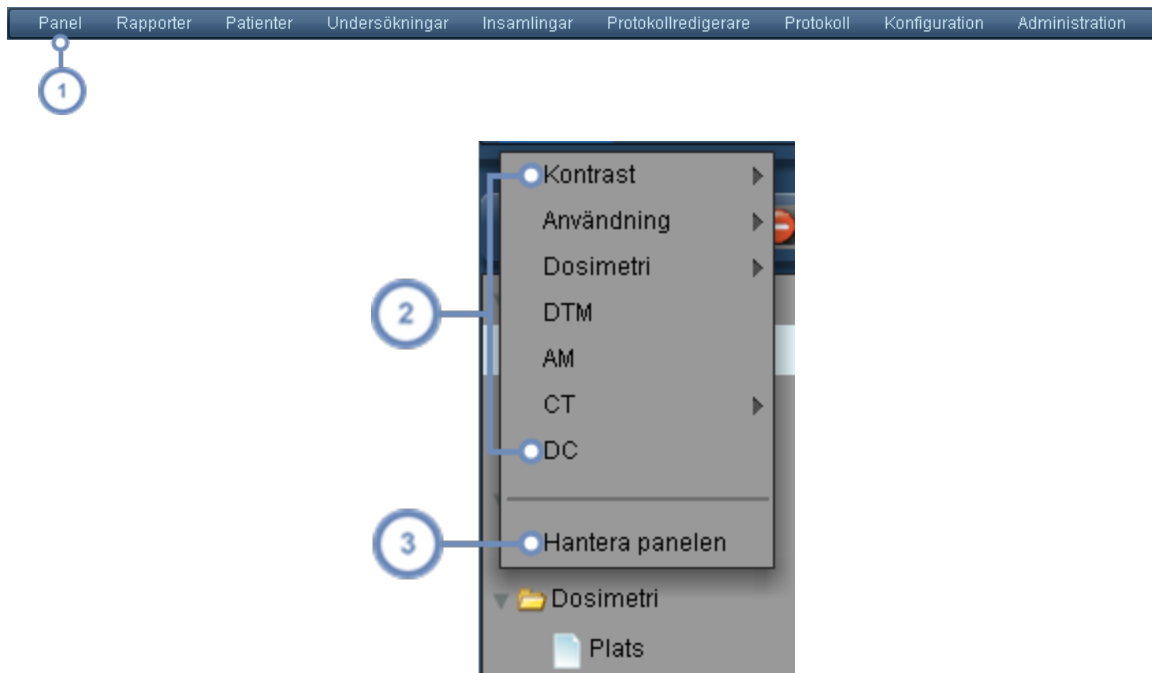 Panel Rapporter Patienter Undersökningar Insamlingar Protokollredigerare Protokoll Konfiguration Administration
1
Kontrast
Användning
Dosimetri
2
DTM
AM
CT
DC
3
Hantera panelen
Dosimetri
Plats